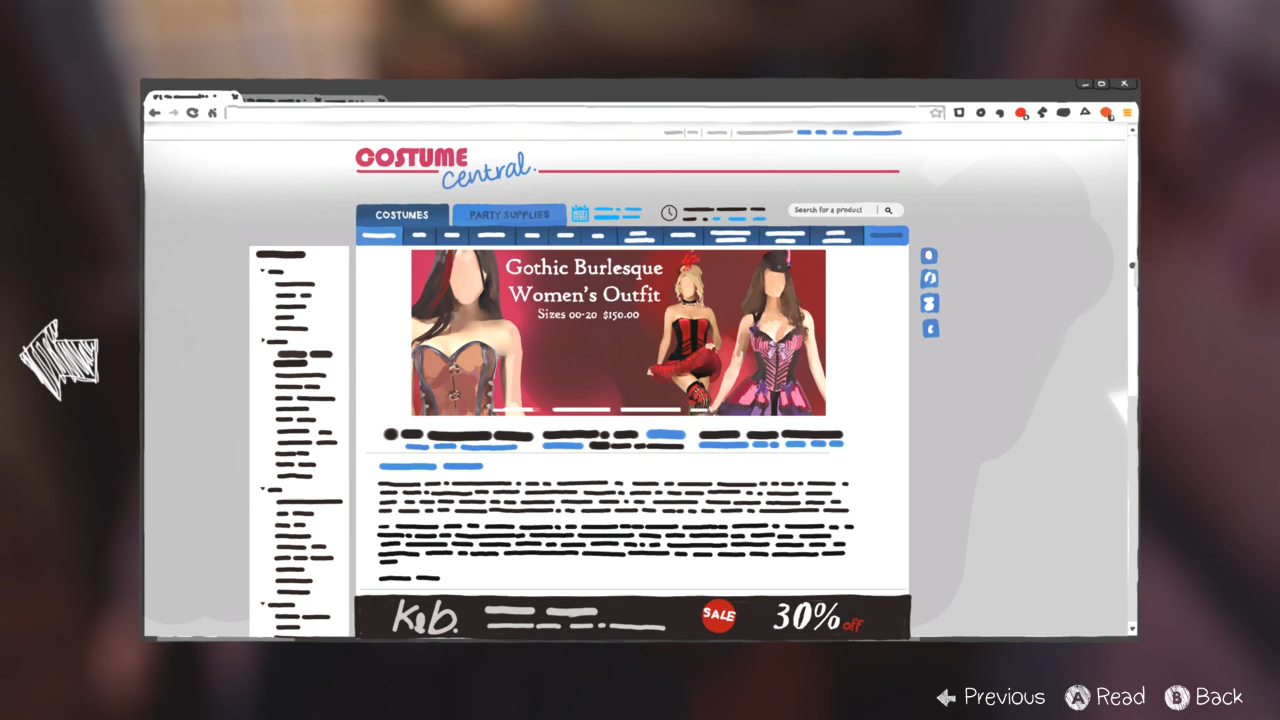 COSTUME
central.
COSTUMES
PARTY SUPPLIES
Search for a product
Gothic Burlesque
Women's Outfit
Sizes 00-20 $150.00
K&b.
SALE
30% off
Previous
A Read
B Back